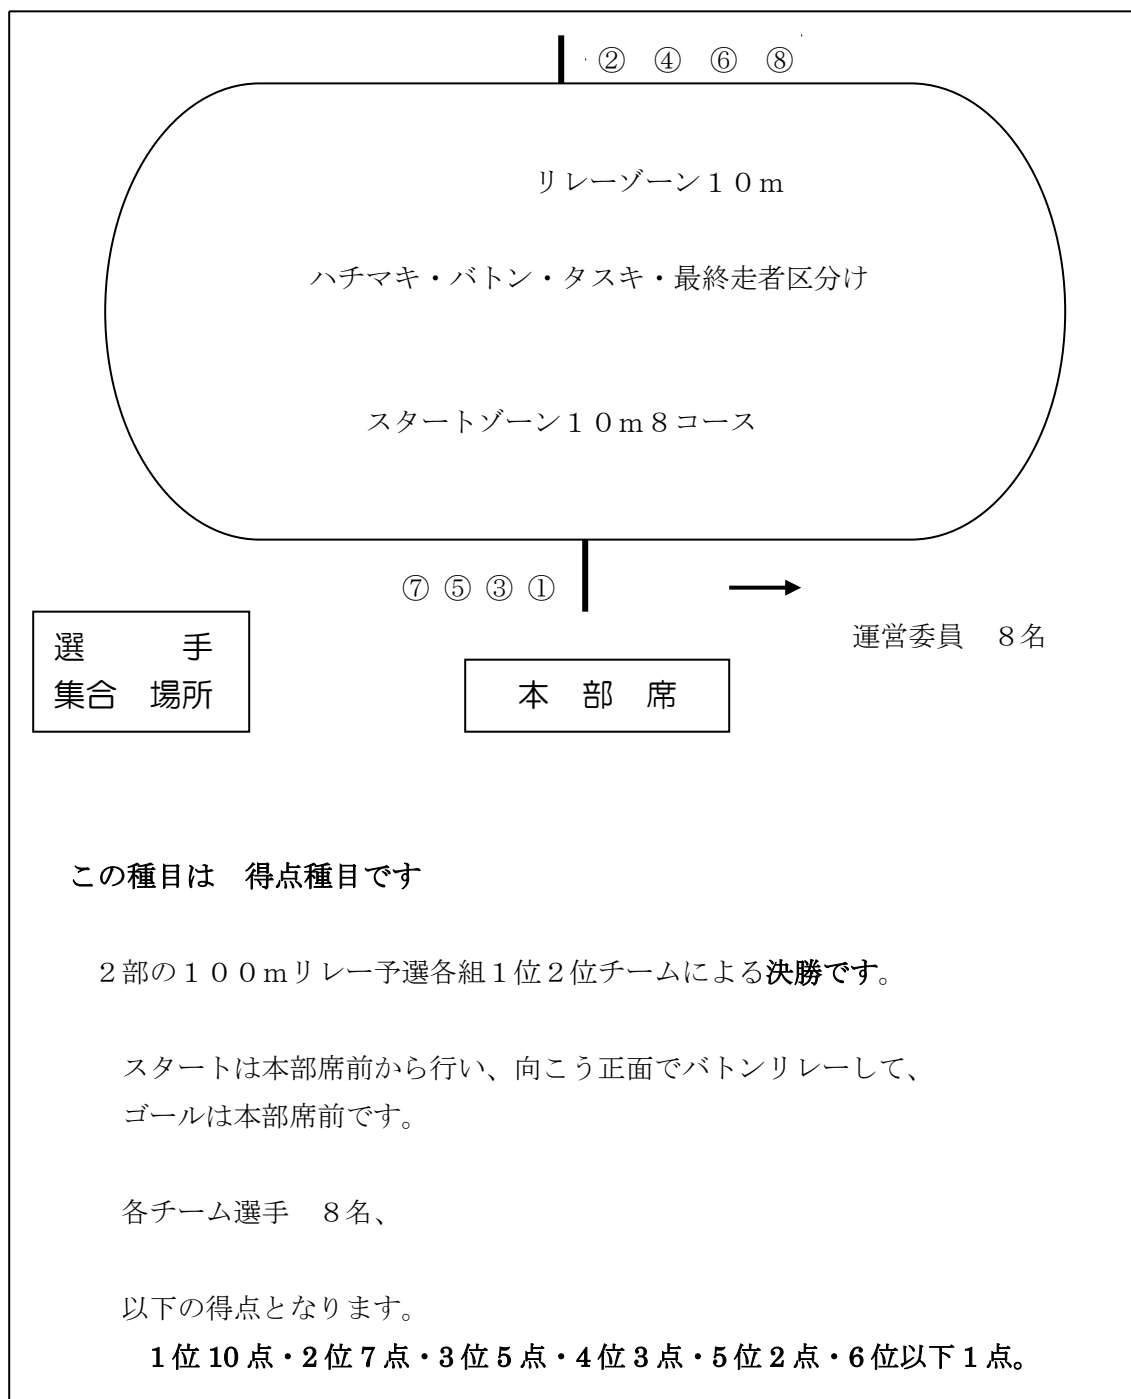 ② ④ ⑥ ⑧
リレーゾーン１０ｍ
ハチマキ・バトン・タスキ・最終走者区分け
スタートゾーン１０ｍ８コース
⑦ ⑤ ③ ①
運営委員　８名
選　　　手
集合　場所
本　部　席
この種目は　得点種目です
２部の１００ｍリレー予選各組１位２位チームによる決勝です。
スタートは本部席前から行い、向こう正面でバトンリレーして、
ゴールは本部席前です。
各チーム選手　８名、
以下の得点となります。
1位 10 点・2位 7 点・3位 5 点・4位 3 点・5位 2 点・6位以下 1 点。